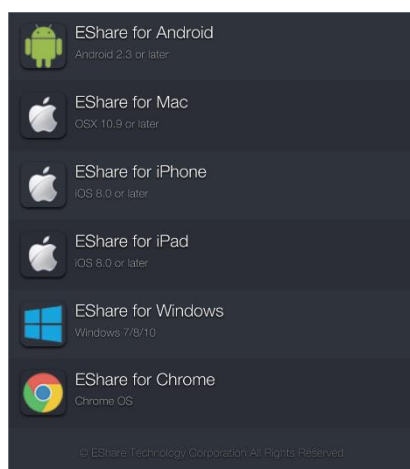 EShare for Android
Android 2.3 or later
EShare for Mac
OSX 10.9 or later
EShare for iPhone
iOS 8.0 or later
EShare for iPad
iOS 8.0 or later
EShare for Windows
Windows 7/8/10
EShare for Chrome
Chrome OS
© EShare Technology Corporation All Rights Reserved